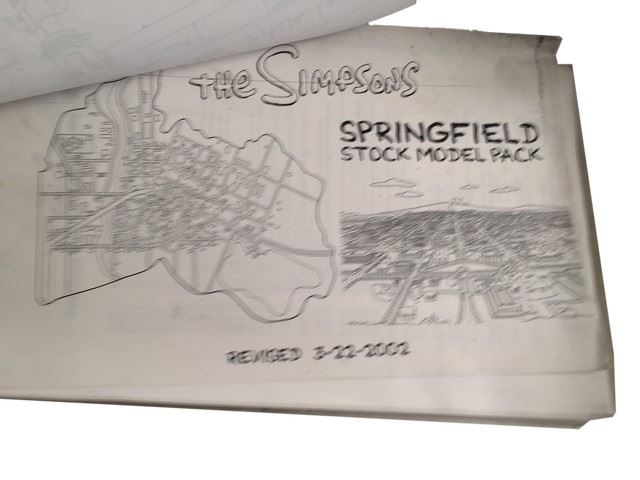 the SIMPSONS
SPRINGFIELD
STOCK MODEL PACK
REVISED 3-22-2002